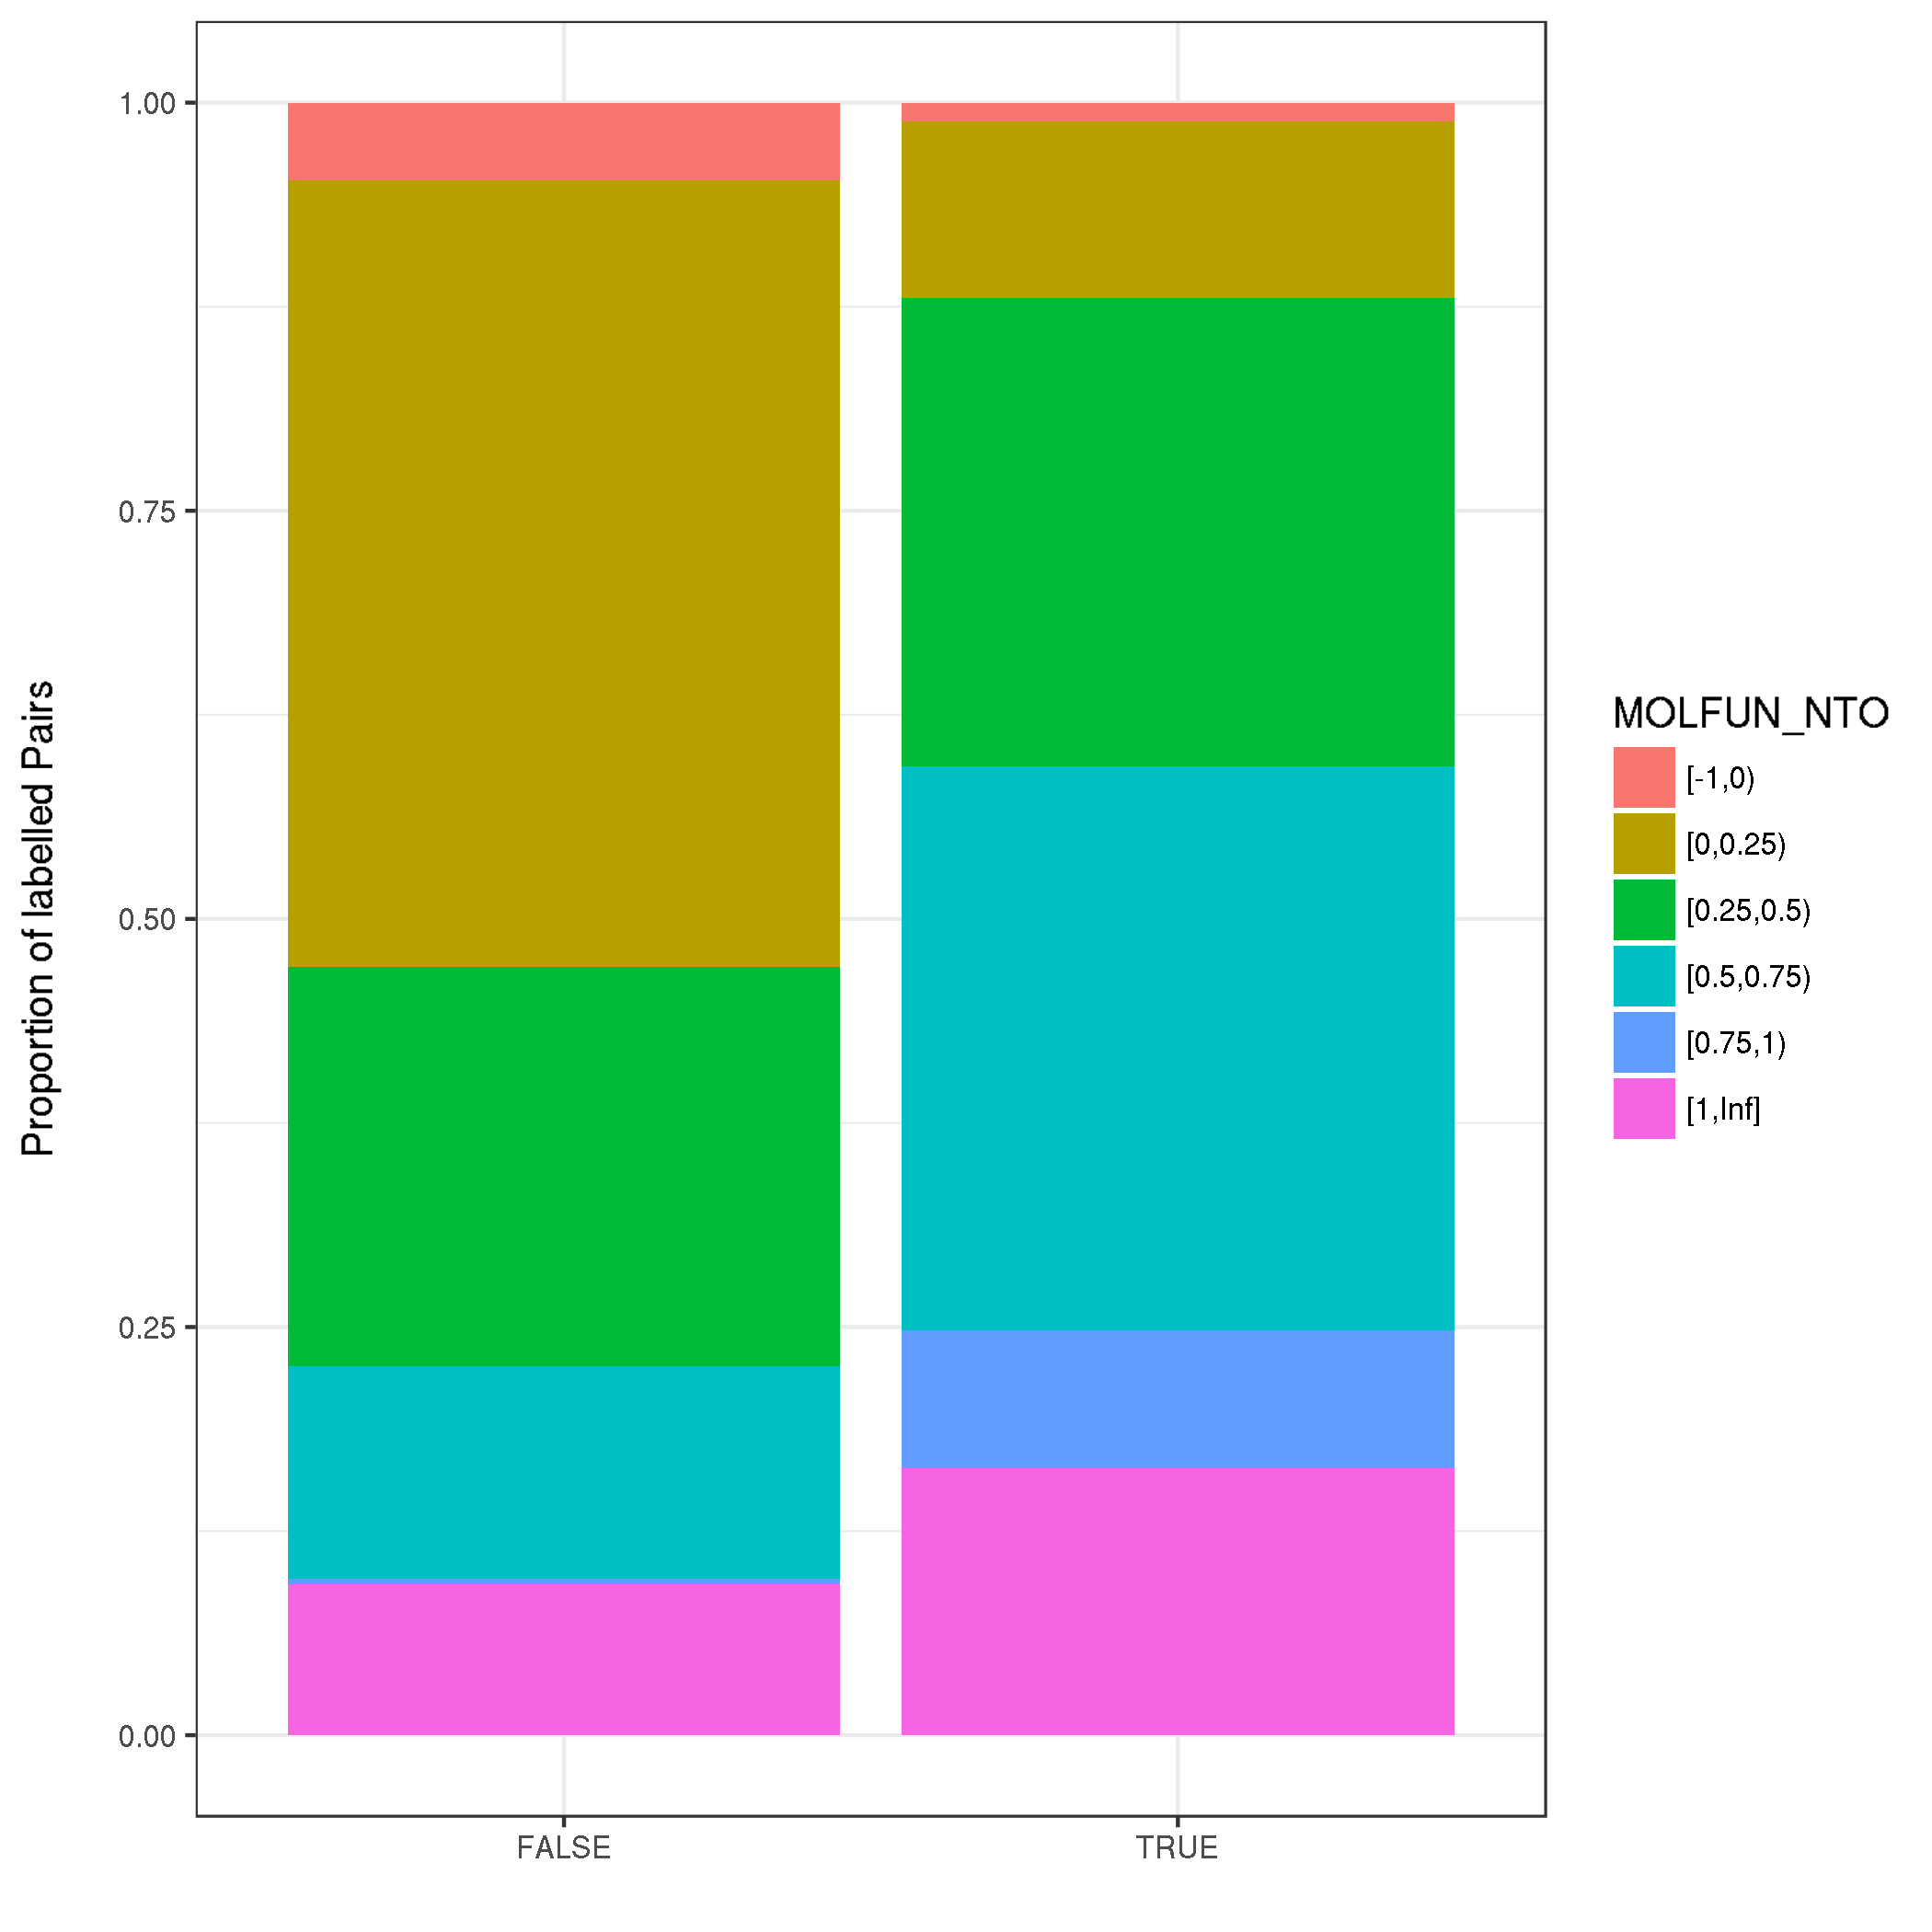 Proportion of labelled Pairs
1.00
0.75
0.50
0.25
0.00
FALSE
TRUE
MOLFUN_NTO
[-1,0)
[0,0.25)
[0.25,0.5)
[0.5,0.75)
[0.75,1)
[1,Inf]